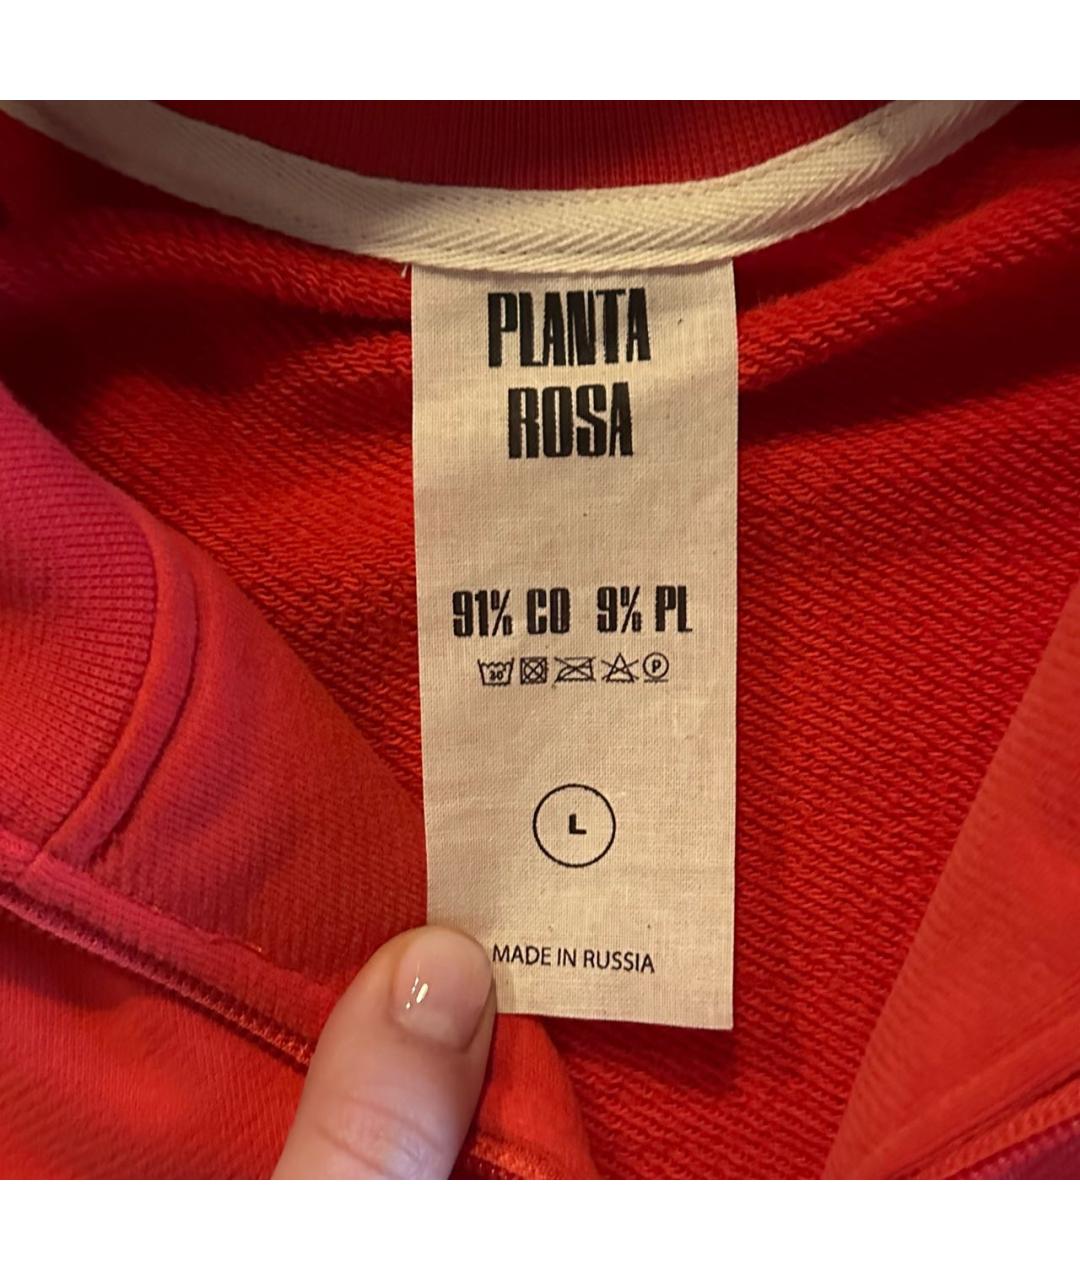 PLANTA
ROSA
91% CO 9% PL
30° P
L
MADE IN RUSSIA